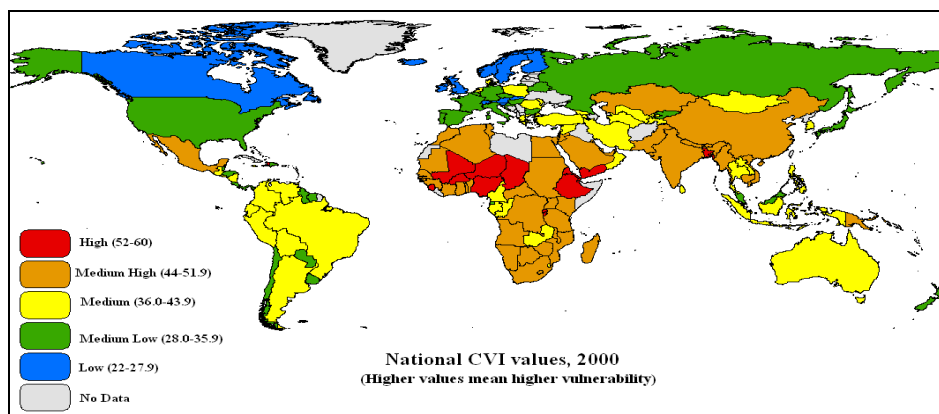 High (52-60)
Medium High (44-51.9)
Medium (36.0-43.9)
Medium Low (28.0-35.9)
Low (22-27.9)
No Data
National CVI values, 2000
(Higher values mean higher vulnerability)